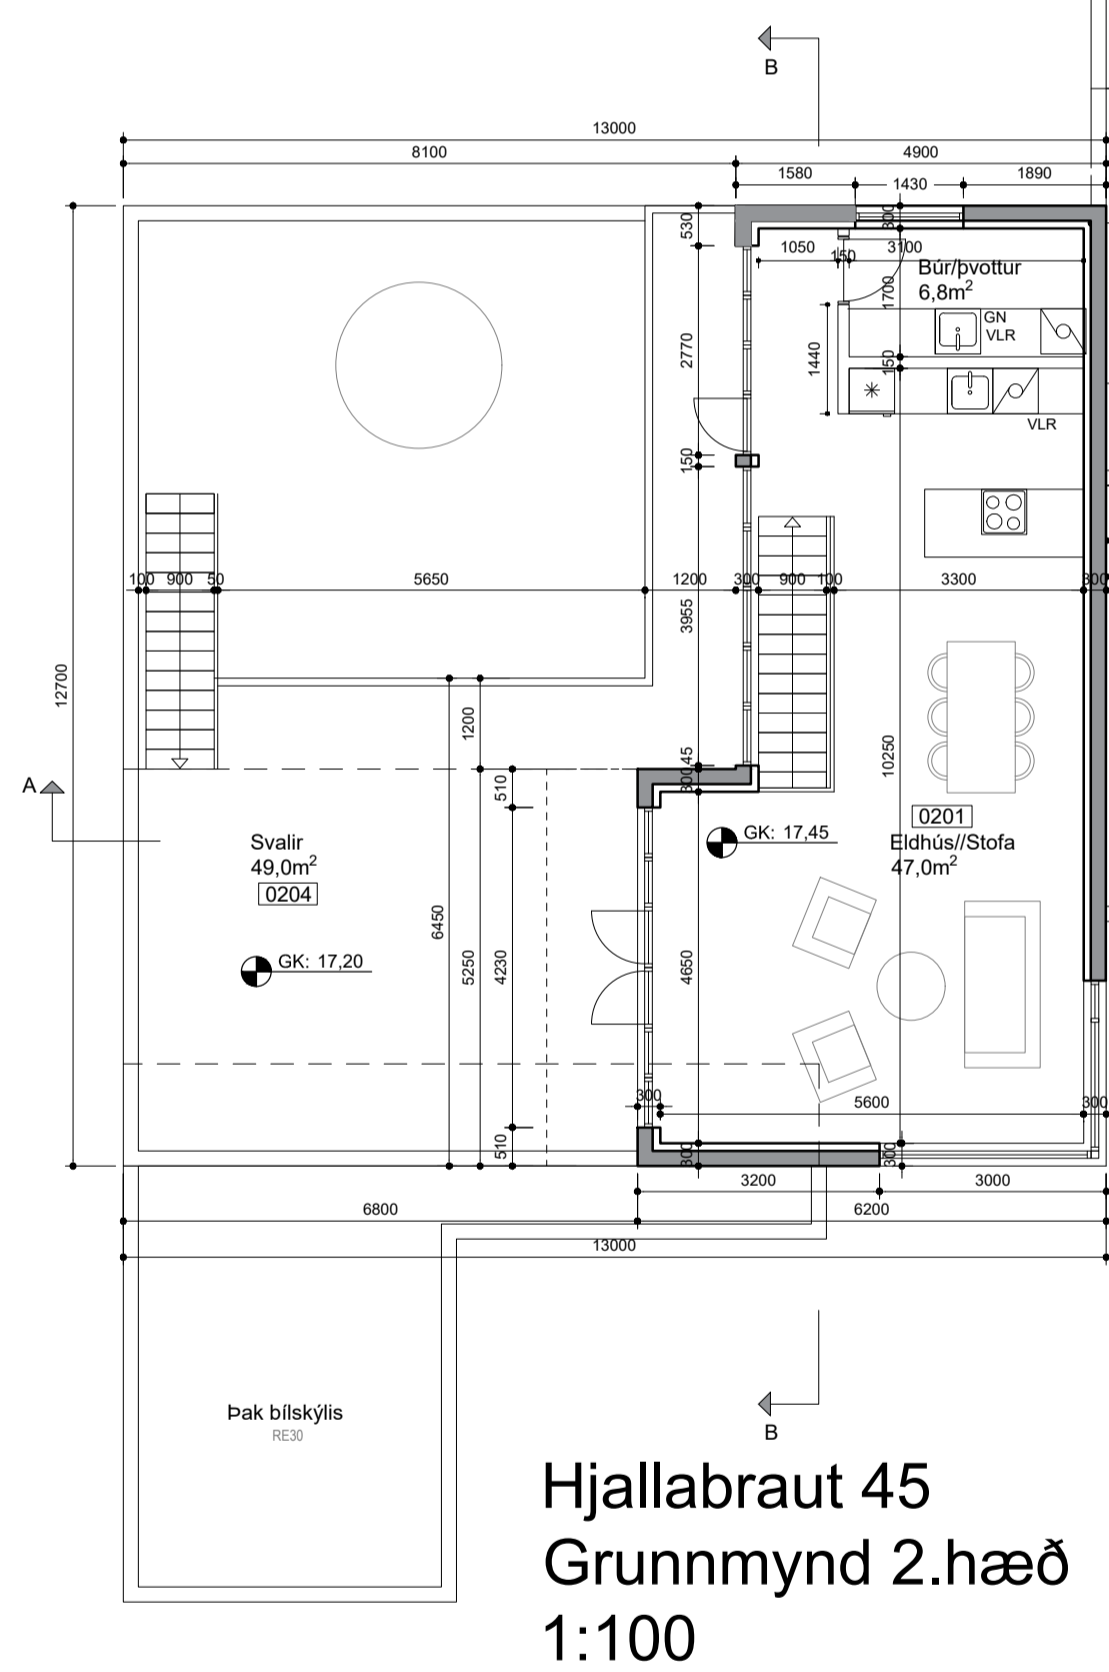 B
13000
8100
4900
1580
1430
1890
530
300
1050
150
3100
Búr/þvottur
6,8m²
1700
GN
VLR
2770
1440
150
VLR
150
100
900
50
5650
1200
300
900
100
3300
300
3955
12700
1200
45
300
10250
A
510
0201
GK: 17,45
Eldhús//Stofa
47,0m²
Svalir
49,0m²
0204
6450
5250
4230
4650
GK: 17,20
300
5600
300
510
300
300
3200
3000
6800
6200
13000
Þak bílskýlis
RE30
B
Hjallabraut 45
Grunnmynd 2.hæð
1:100